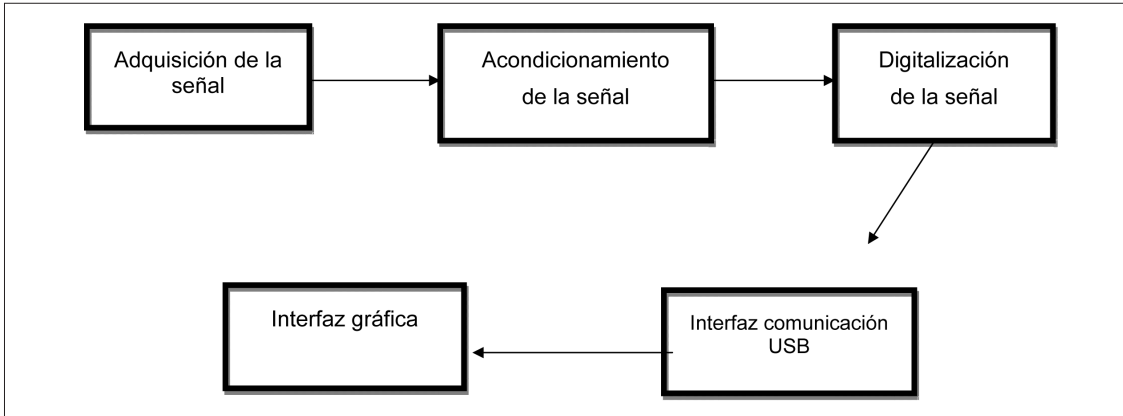 Adquisición de la
señal
Acondicionamiento
de la señal
Digitalización
de la señal
Interfaz gráfica
Interfaz comunicación
USB